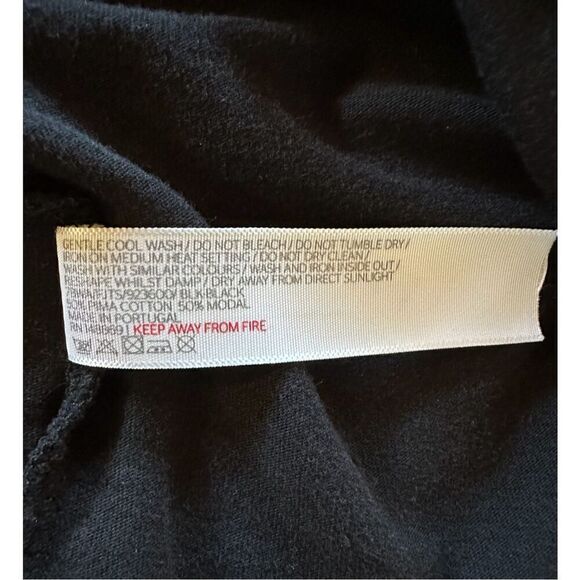 GENTLE COOL WASH / DO NOT BLEACH / DO NOT TUMBLE DRY /
IRON ON MEDIUM HEAT SETTING / DO NOT DRY CLEAN /
WASH WITH SIMILAR COLOURS / WASH AND IRON INSIDE OUT /
RESHAPE WHILST DAMP / DRY AWAY FROM DIRECT SUNLIGHT
BLK-BLACK
50% PIMA COTTON 50% MODAL
MADE IN PORTUGAL
KEEP AWAY FROM FIRE